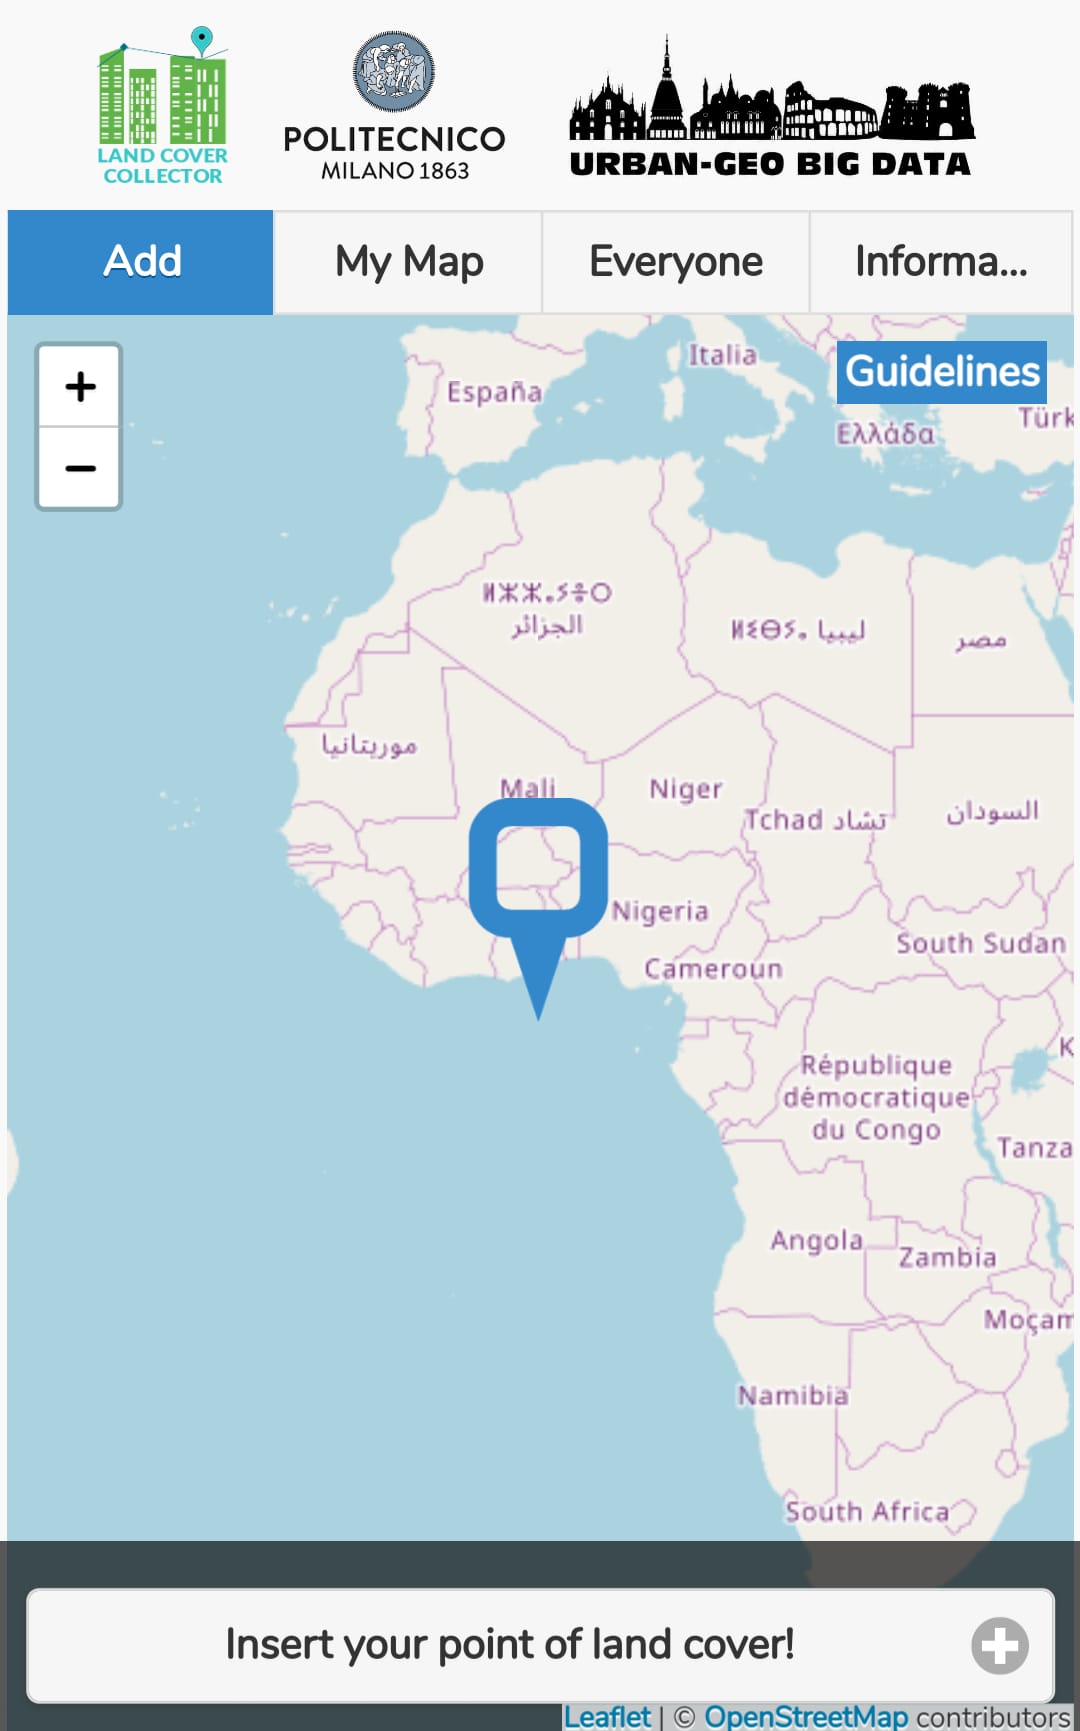 LAND COVER
COLLECTOR
POLITECNICO
MILANO 1863
URBAN-GEO BIG DATA
Add
My Map
Everyone
Informa...
+
−
Guidelines
Italia
España
Ελλάδα
Türk
ⵍⵣⵣⴰⵢⴻⵔ
الجزائر
ⵍⵉⴱⵢⴰ ليبيا
مصر
موريتانيا
Mali
Niger
Tchad تشاد
السودان
Nigeria
South Sudan
Cameroun
K
République
démocratique
du Congo
Tanza
Angola
Zambia
Moçam
Namibia
South Africa
Insert your point of land cover!
Leaflet | © OpenStreetMap contributors